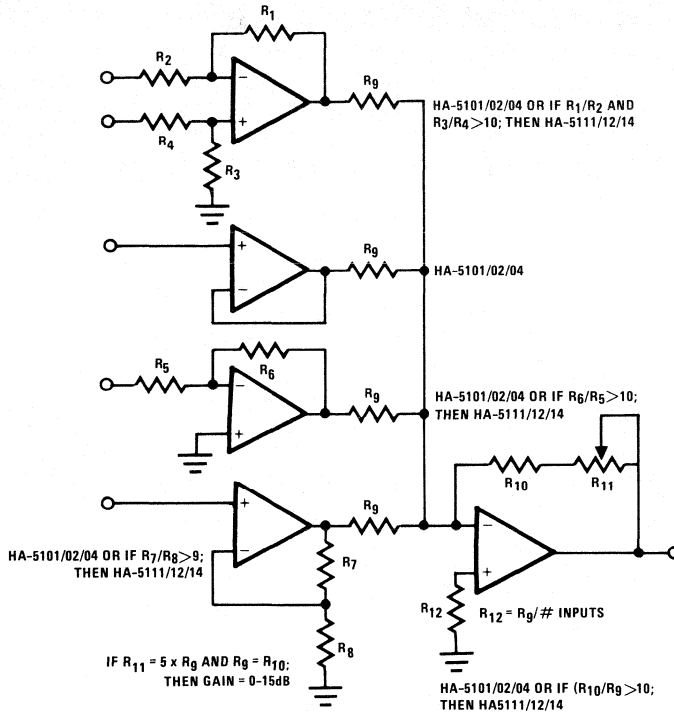 R1
R2
−
R9
HA-5101/02/04 OR IF R1/R2 AND
R3/R4>10; THEN HA-5111/12/14
+
R4
R3
+
R9
HA-5101/02/04
−
R5
R6
−
R9
HA-5101/02/04 OR IF R6/R5>10;
THEN HA-5111/12/14
+
R10
R11
+
R9
−
HA-5101/02/04 OR IF R7/R8>9;
THEN HA-5111/12/14
−
R7
+
R12
R12 = R9/# INPUTS
R8
IF R11 = 5 x R9 AND R9 = R10;
THEN GAIN = 0-15dB
HA-5101/02/04 OR IF (R10/R9>10;
THEN HA5111/12/14